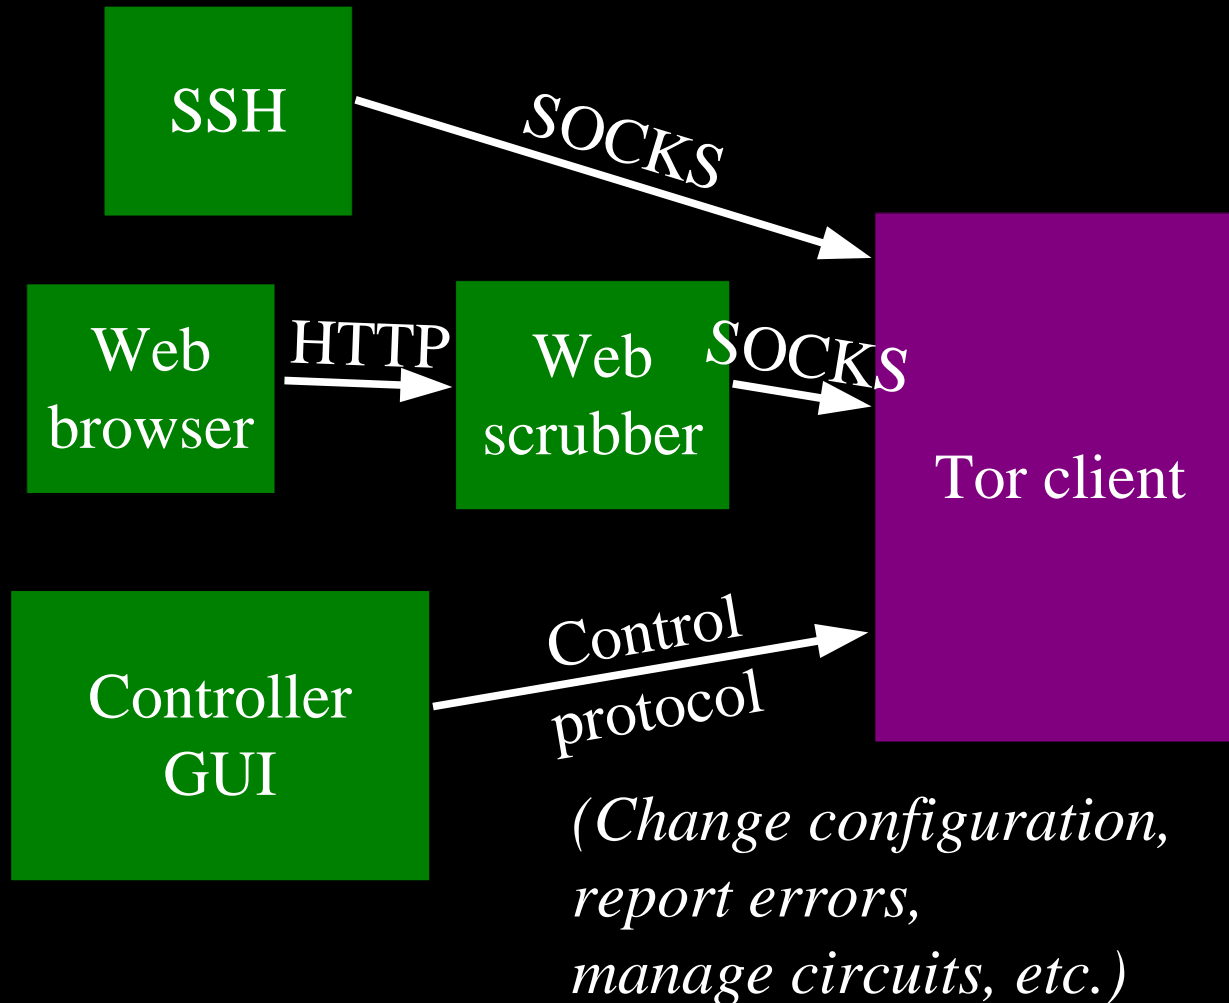 SSH
SOCKS
Web
browser
HTTP
Web
scrubber
SOCKS
Tor client
Controller
GUI
Control
protocol
(Change configuration,
report errors,
manage circuits, etc.)